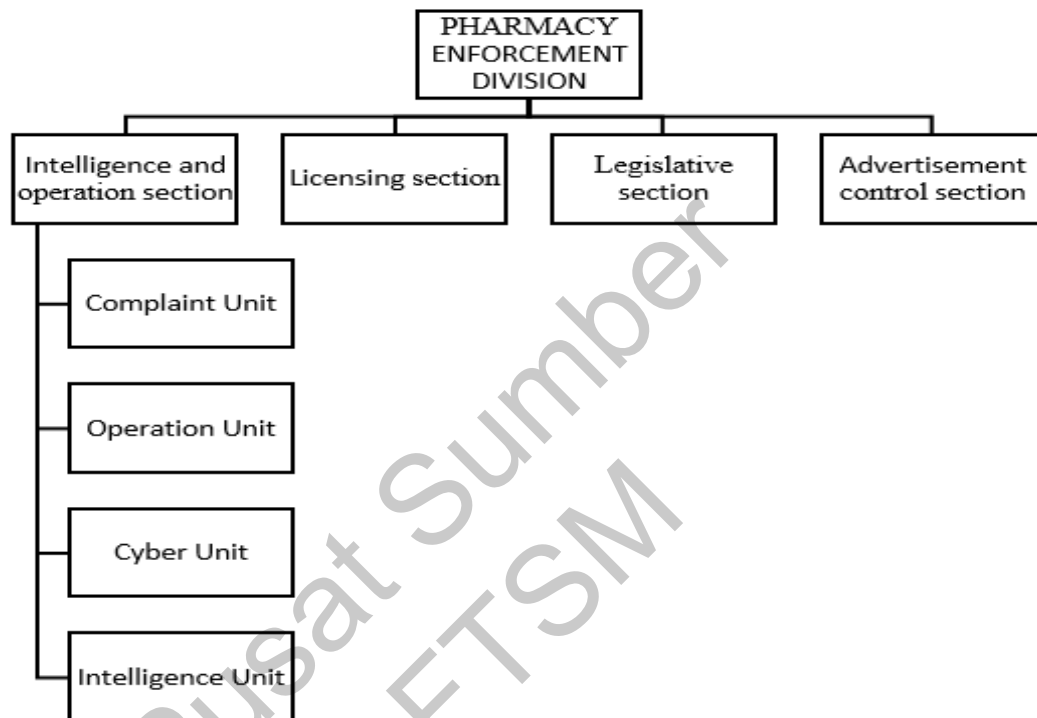 PHARMACY
ENFORCEMENT
DIVISION
Intelligence and
operation section
Licensing section
Legislative
section
Advertisement
control section
Complaint Unit
Operation Unit
Cyber Unit
Intelligence Unit
Pusat Sumber
FTSM